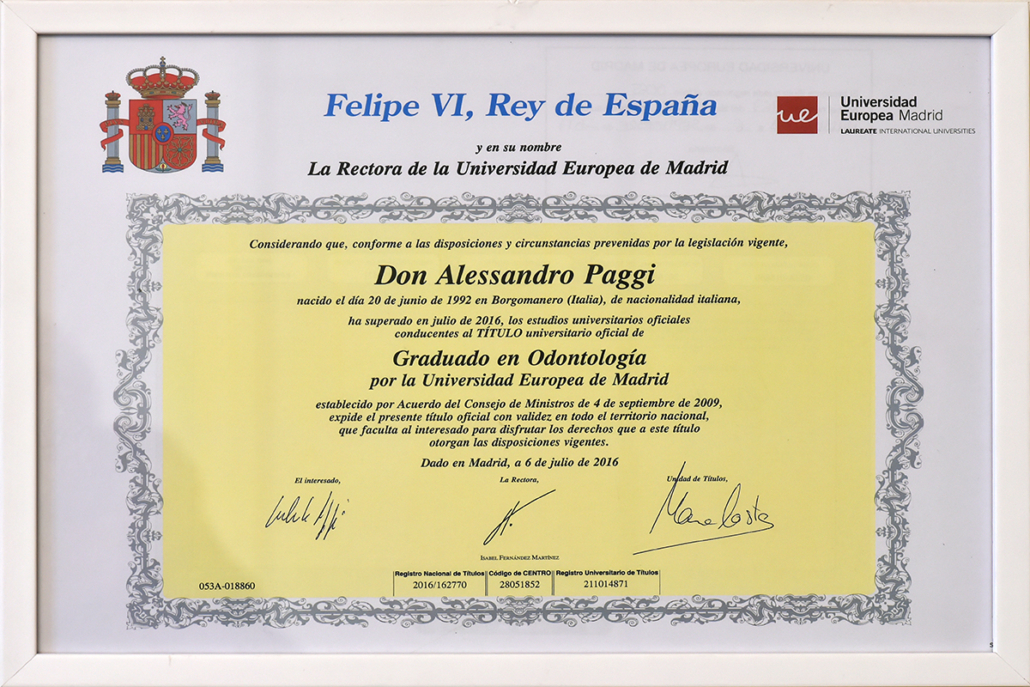 Felipe VI, Rey de España
ue
Universidad
Europea Madrid
LAUREATE INTERNATIONAL UNIVERSITIES
y en su nombre
La Rectora de la Universidad Europea de Madrid
Considerando que, conforme a las disposiciones y circunstancias prevenidas por la legislación vigente,
Don Alessandro Paggi
nacido el día 20 de junio de 1992 en Borgomanero (Italia), de nacionalidad italiana,
ha superado en julio de 2016, los estudios universitarios oficiales
conducentes al TÍTULO universitario oficial de
Graduado en Odontología
por la Universidad Europea de Madrid
establecido por Acuerdo del Consejo de Ministros de 4 de septiembre de 2009,
expide el presente título oficial con validez en todo el territorio nacional,
que faculta al interesado para disfrutar los derechos que a este título
otorgan las disposiciones vigentes.
Dado en Madrid, a 6 de julio de 2016
El interesado,
La Rectora,
Unidad de Títulos,
ISABEL FERNÁNDEZ MARTÍNEZ
053A-018860
Registro Nacional de Títulos Código de CENTRO Registro Universitario de Títulos
2016/162770 28051852 211014871